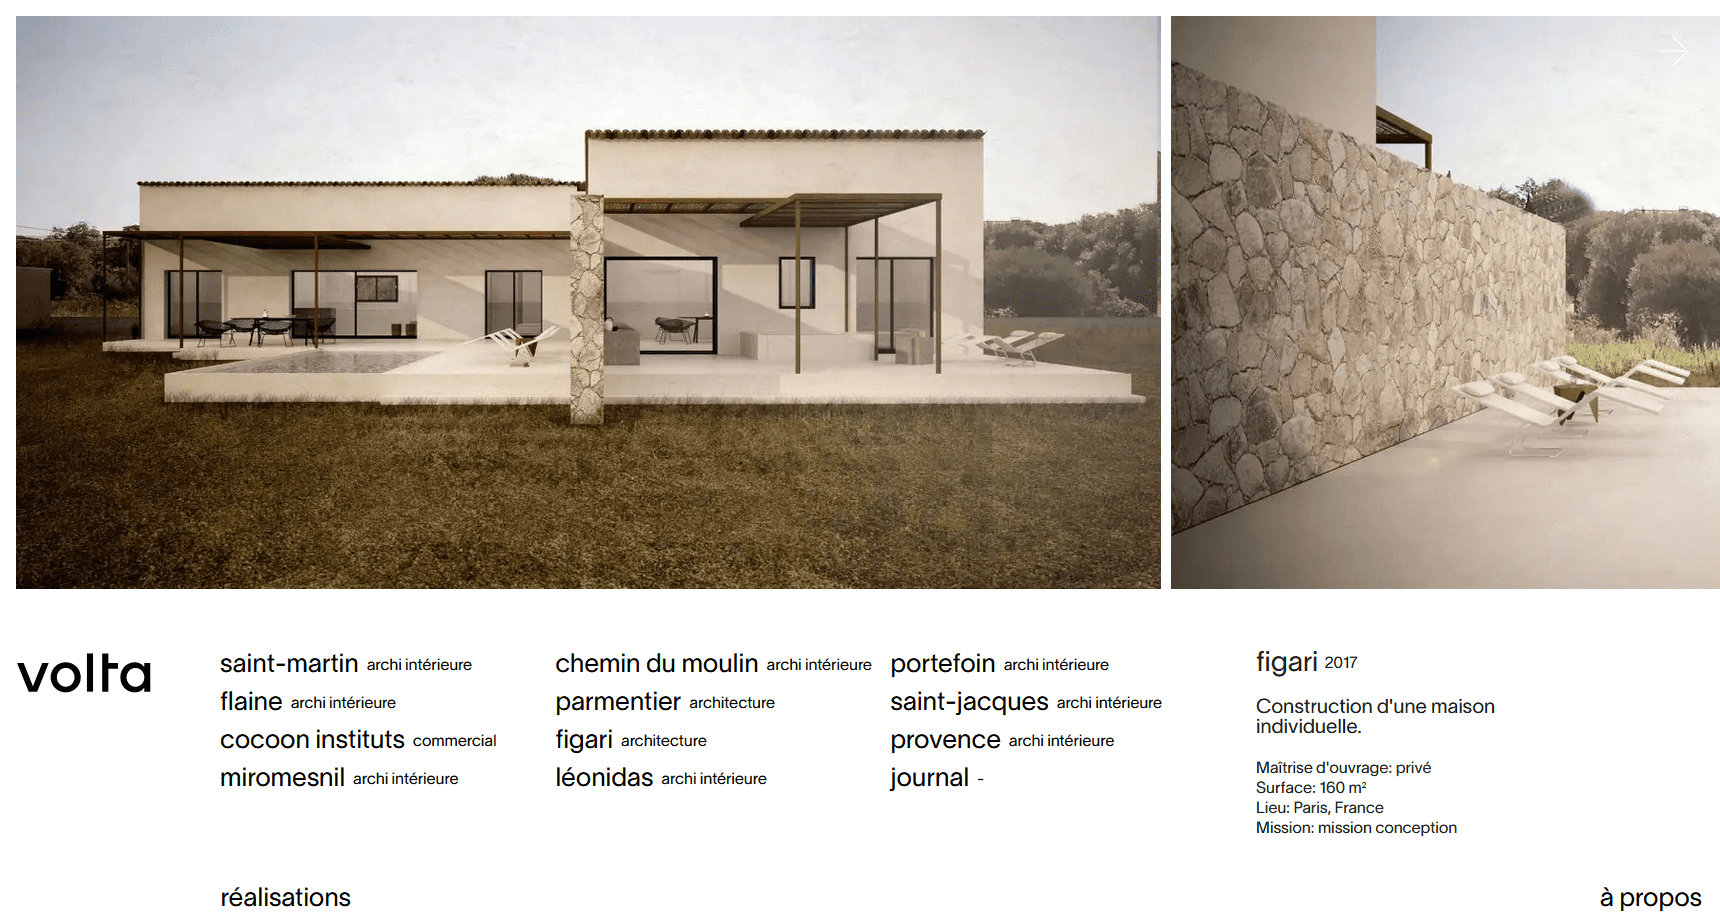 volta
saint-martin archi intérieure
flaine archi intérieure
cocoon instituts commercial
miromesnil archi intérieure
chemin du moulin archi intérieure
parmentier architecture
figari architecture
léonidas archi intérieure
portefoin archi intérieure
saint-jacques archi intérieure
provence archi intérieure
journal -
figari 2017
Construction d'une maison
individuelle.
Maîtrise d'ouvrage: privé
Surface: 160 m²
Lieu: Paris, France
Mission: mission conception
réalisations
à propos